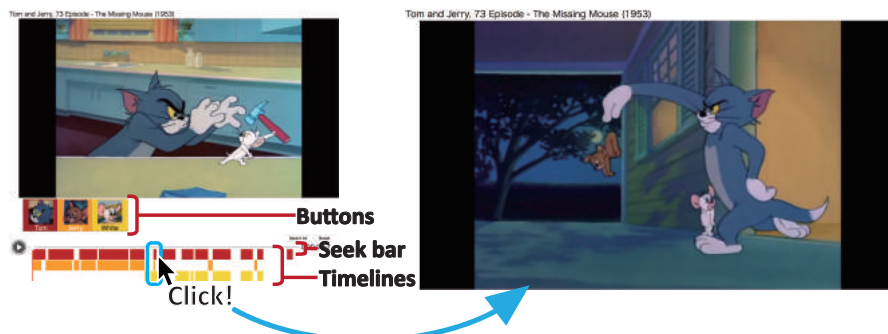 Tom and Jerry, 73 Episode - The Missing Mouse (1953)
Tom and Jerry, 73 Episode - The Missing Mouse (1953)
Tom
Jerry
White
Buttons
Seek bar
Timelines
Click!